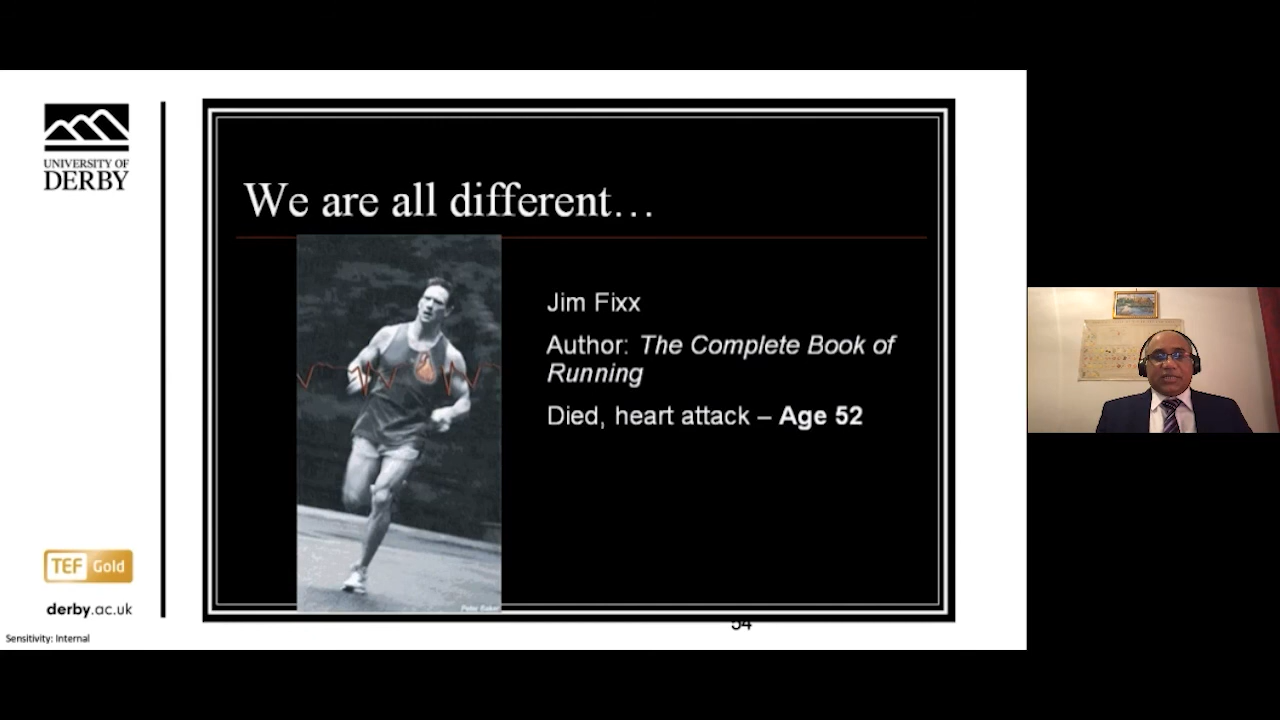 UNIVERSITY OF
DERBY
We are all different…
Jim Fixx
Author: The Complete Book of
Running
Died, heart attack – Age 52
TEF Gold
derby.ac.uk
54
Sensitivity: Internal